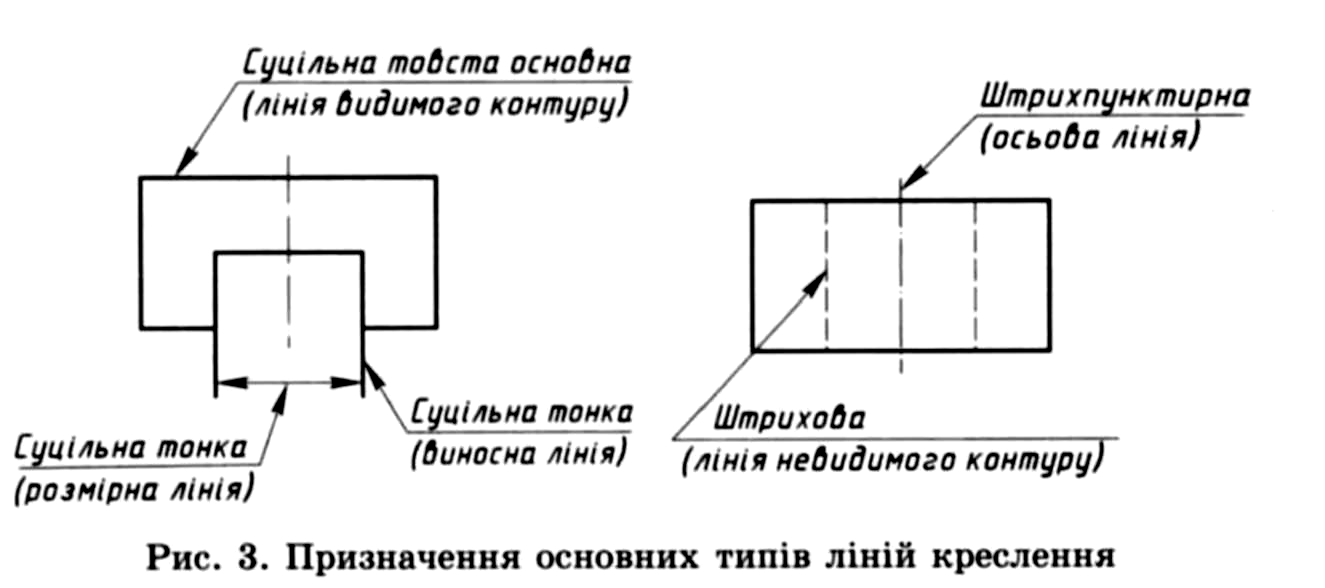 Суцільна товста основна
(лінія видимого контуру)
Штрихпунктирна
(осьова лінія)
Суцільна тонка
(виносна лінія)
Суцільна тонка
(розмірна лінія)
Штрихова
(лінія невидимого контуру)
Рис. 3. Призначення основних типів ліній креслення